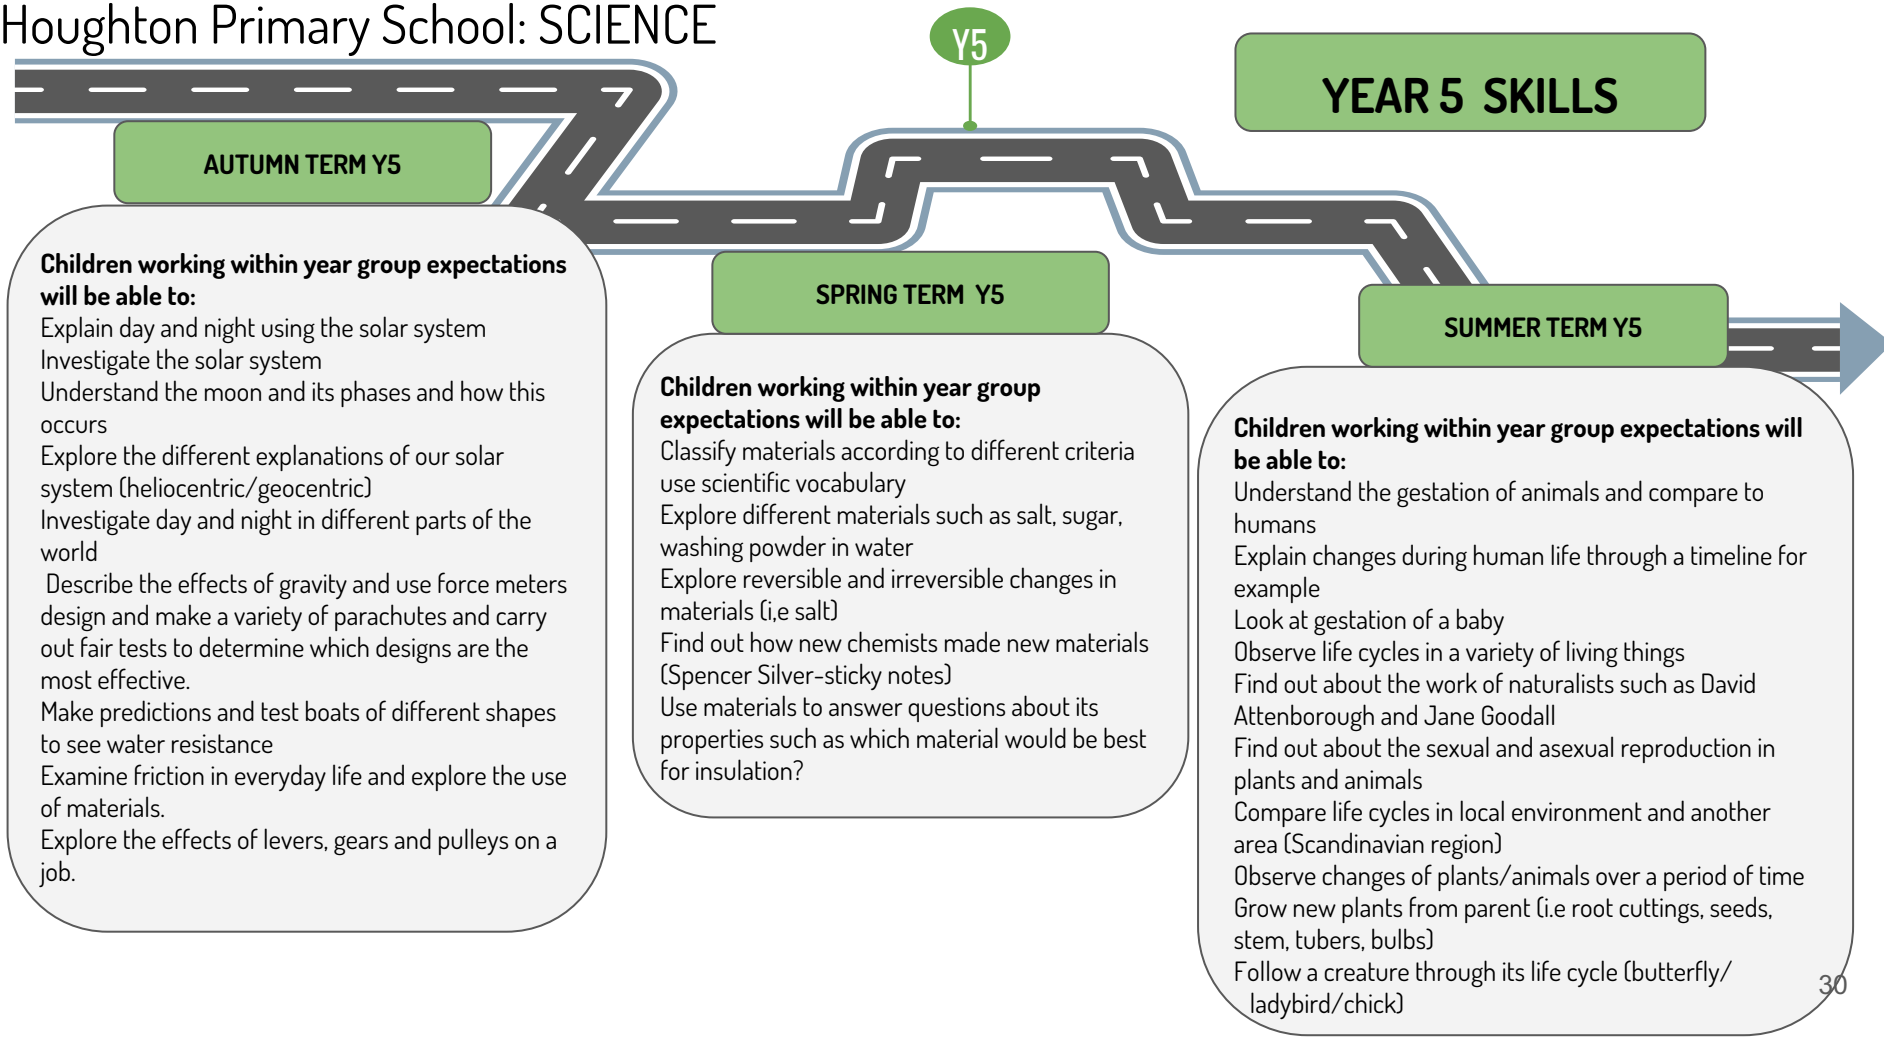 Houghton Primary School: SCIENCE
Y5
YEAR 5 SKILLS
AUTUMN TERM Y5
Children working within year group expectations
will be able to:
Explain day and night using the solar system
Investigate the solar system
Understand the moon and its phases and how this
occurs
Explore the different explanations of our solar
system (heliocentric/geocentric)
Investigate day and night in different parts of the
world
Describe the effects of gravity and use force meters
design and make a variety of parachutes and carry
out fair tests to determine which designs are the
most effective.
Make predictions and test boats of different shapes
to see water resistance
Examine friction in everyday life and explore the use
of materials.
Explore the effects of levers, gears and pulleys on a
job.
SPRING TERM Y5
Children working within year group
expectations will be able to:
Classify materials according to different criteria
use scientific vocabulary
Explore different materials such as salt, sugar,
washing powder in water
Explore reversible and irreversible changes in
materials (i,e salt)
Find out how new chemists made new materials
(Spencer Silver-sticky notes)
Use materials to answer questions about its
properties such as which material would be best
for insulation?
SUMMER TERM Y5
Children working within year group expectations will
be able to:
Understand the gestation of animals and compare to
humans
Explain changes during human life through a timeline for
example
Look at gestation of a baby
Observe life cycles in a variety of living things
Find out about the work of naturalists such as David
Attenborough and Jane Goodall
Find out about the sexual and asexual reproduction in
plants and animals
Compare life cycles in local environment and another
area (Scandinavian region)
Observe changes of plants/animals over a period of time
Grow new plants from parent (i.e root cuttings, seeds,
stem, tubers, bulbs)
Follow a creature through its life cycle (butterfly/
ladybird/chick)
30